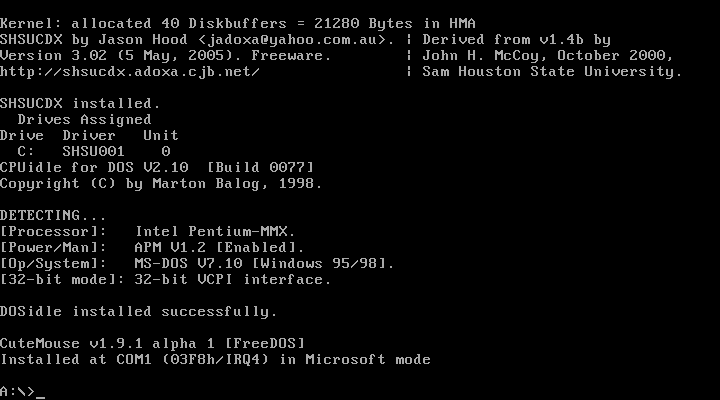 Kernel: allocated 40 Diskbuffers = 21280 Bytes in HMA
SHSUCDX by Jason Hood <jadoxa@yahoo.com.au>. | Derived from v1.4b by
Version 3.02 (5 May, 2005). Freeware. | John H. McCoy, October 2000,
http://shsucdx.adoxa.cjb.net/ | Sam Houston State University.
SHSUCDX installed.
Drives Assigned
Drive Driver Unit
C: SHSU001 0
CPUidle for DOS V2.10 [Build 0077]
Copyright (C) by Marton Balog, 1998.
DETECTING...
[Processor]: Intel Pentium-MMX.
[Power/Man]: APM V1.2 [Enabled].
[Op/System]: MS-DOS V7.10 [Windows 95/98].
[32-bit mode]: 32-bit VCPI interface.
DOSidle installed successfully.
CuteMouse v1.9.1 alpha 1 [FreeDOS]
Installed at COM1 (03F8h/IRQ4) in Microsoft mode
A:\>_